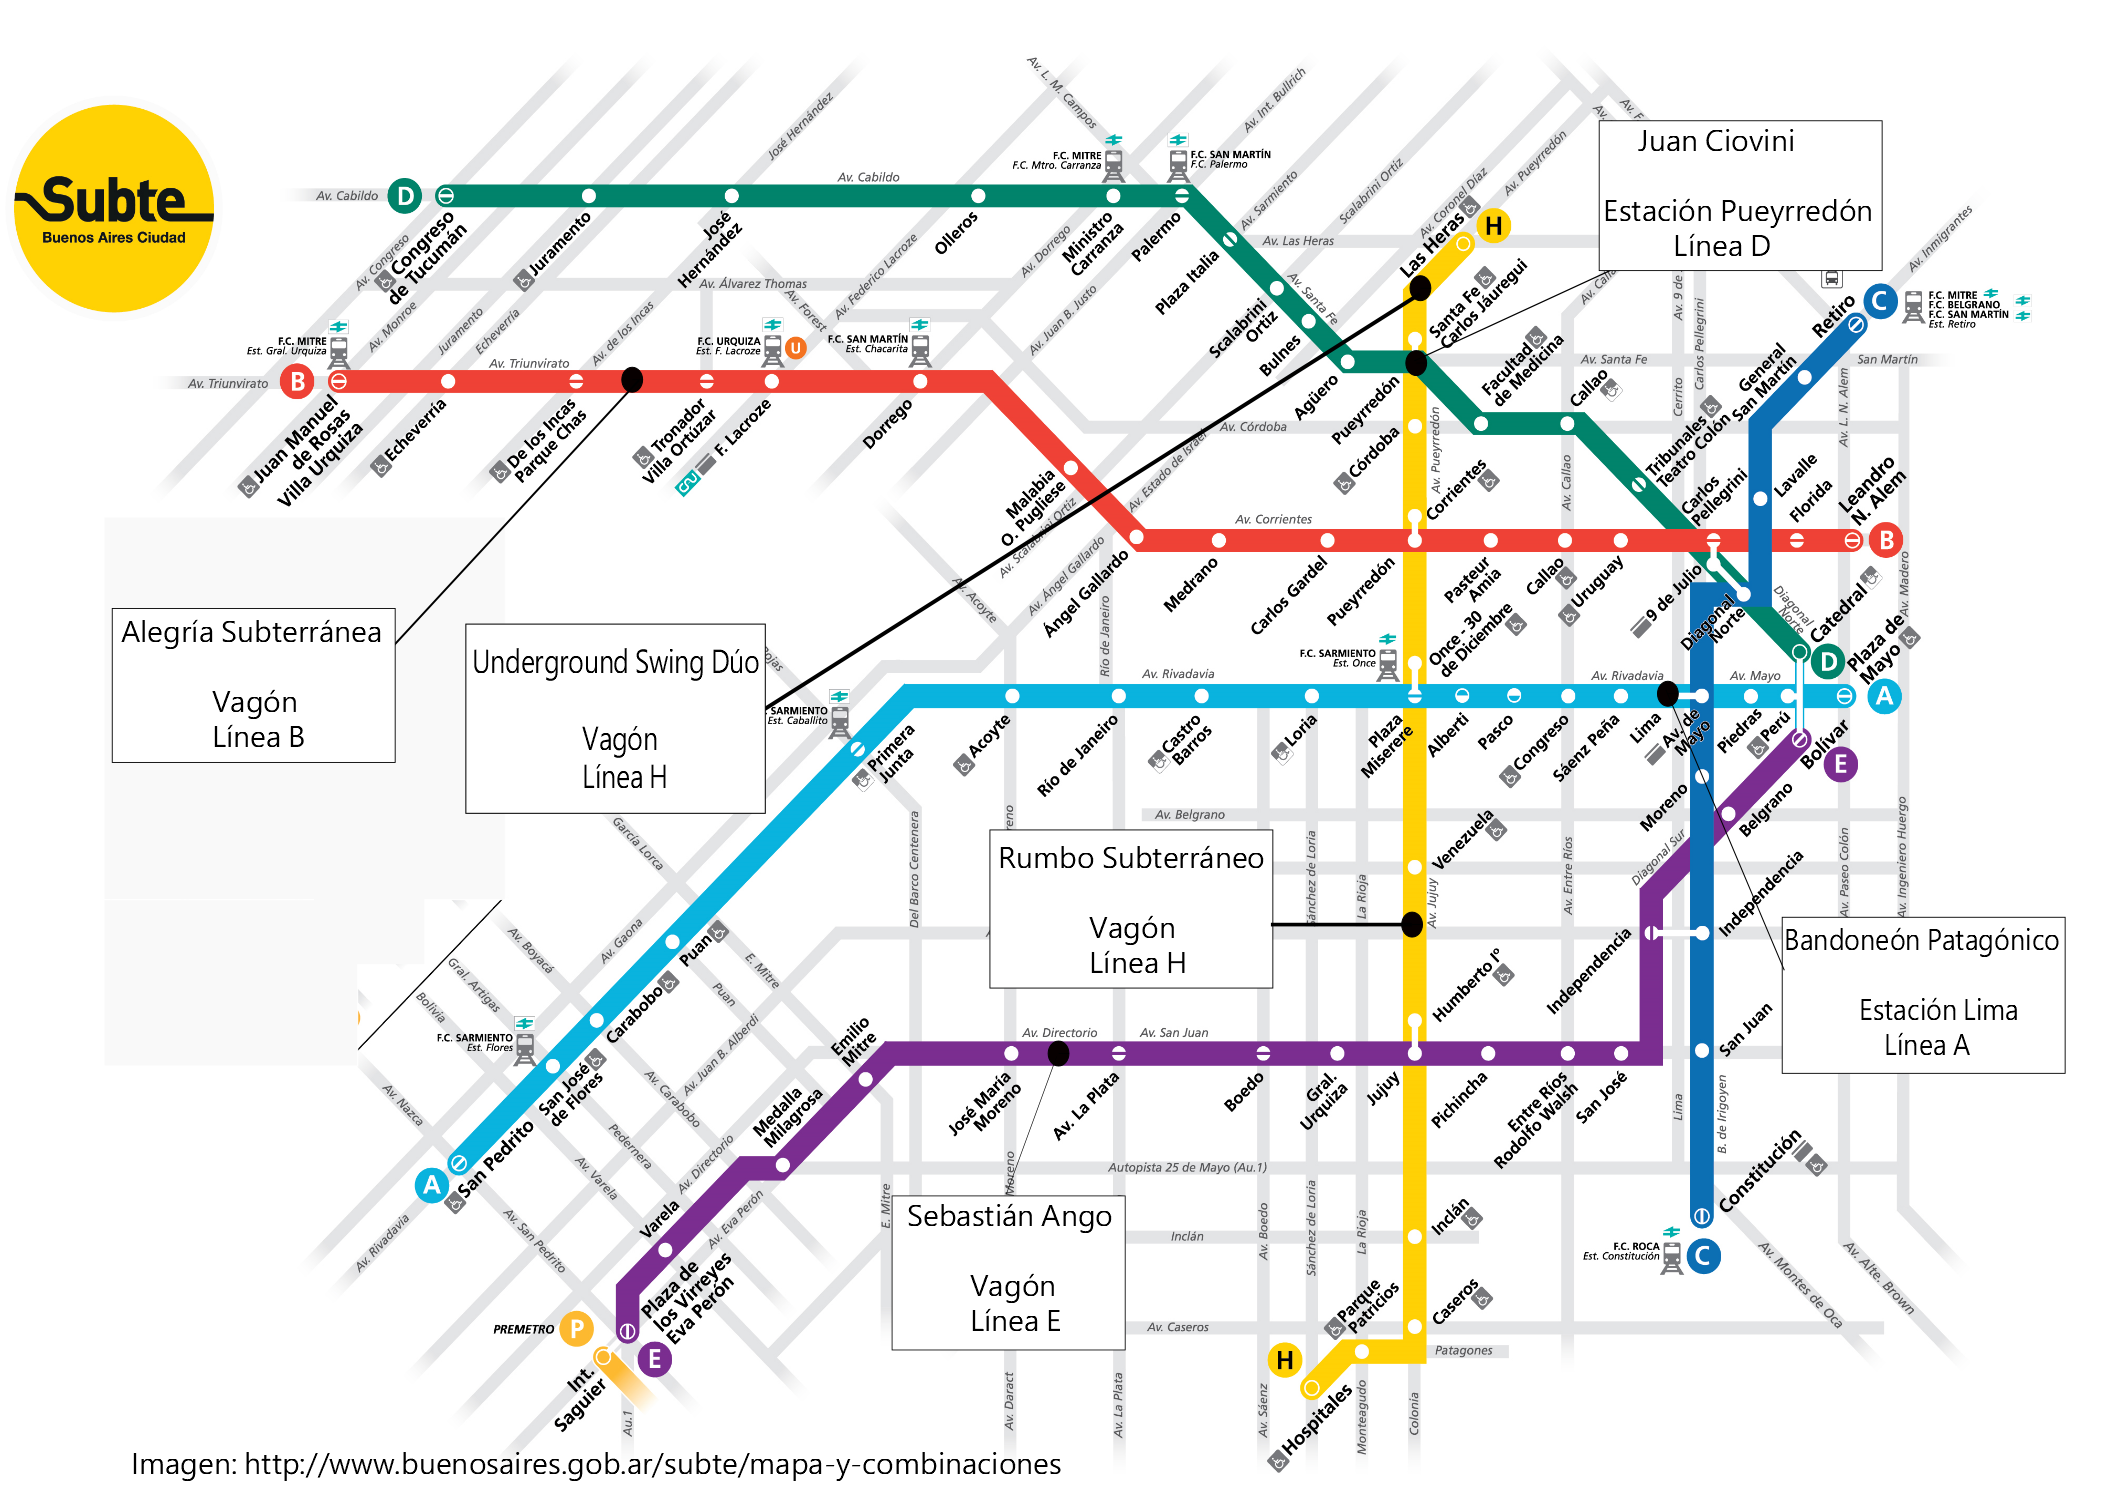 Subte
Buenos Aires Ciudad
Juan Ciovini
Estación Pueyrredón
Línea D
Alegría Subterránea
Vagón
Línea B
Underground Swing Dúo
Vagón
Línea H
Rumbo Subterráneo
Vagón
Línea H
Bandoneón Patagónico
Estación Lima
Línea A
Sebastián Ango
Vagón
Línea E
D
Congreso
de Tucumán
Juramento
José
Hernández
Olleros
Ministro
Carranza
Palermo
Plaza Italia
Scalabrini
Ortiz
Bulnes
Agüero
Pueyrredón
Facultad
de Medicina
Callao
Tribunales
Teatro Colón
9 de Julio
Catedral
D
B
Juan Manuel
de Rosas
Villa Urquiza
Echeverría
De los Incas
Parque Chas
Tronador
Villa Ortúzar
F. Lacroze
Dorrego
Malabia
O. Pugliese
Ángel Gallardo
Medrano
Carlos Gardel
Pueyrredón
Pasteur
Amia
Callao
Uruguay
Carlos
Pellegrini
Florida
Leandro
N. Alem
B
A
San Pedrito
San José
de Flores
Carabobo
Puan
Primera
Junta
Acoyte
Río de Janeiro
Castro
Barros
Loria
Plaza
Miserere
Alberti
Pasco
Congreso
Sáenz Peña
Lima
Piedras
Perú
Plaza de
Mayo
A
C
Retiro
General
San Martín
Lavalle
Diagonal
Norte
Av. de
Mayo
Moreno
Independencia
San Juan
Constitución
C
E
Bolívar
Belgrano
Independencia
San José
Entre Ríos
Rodolfo Walsh
Pichincha
Jujuy
Gral.
Urquiza
Boedo
Av. La Plata
José María
Moreno
Emilio
Mitre
Medalla
Milagrosa
Varela
Plaza de
los Virreyes
Eva Perón
E
PREMETRO
P
Int.
Saguier
H
Las Heras
Santa Fe
Carlos Jáuregui
Córdoba
Corrientes
Once - 30
de Diciembre
Venezuela
Humberto Iº
Inclán
Caseros
Parque
Patricios
Hospitales
H
F.C. MITRE
F.C. Mtro. Carranza
F.C. SAN MARTÍN
F.C. Palermo
F.C. MITRE
Est. Gral. Urquiza
F.C. URQUIZA
Est. F. Lacroze
U
F.C. SAN MARTÍN
Est. Chacarita
F.C. MITRE
F.C. BELGRANO
F.C. SAN MARTÍN
Est. Retiro
F.C. SARMIENTO
Est. Once
SARMIENTO
Est. Caballito
F.C. SARMIENTO
Est. Flores
F.C. ROCA
Est. Constitución
Av. Cabildo
Av. Cabildo
José Hernández
Av. L. M. Campos
Av. Int. Bullrich
Av. Sarmiento
Scalabrini Ortiz
Av. Coronel Díaz
Av. Pueyrredón
Av. Las Heras
Av. Santa Fe
Av. Inmigrantes
Av. Congreso
Av. Monroe
Juramento
Echeverría
Av. de los Incas
Av. Álvarez Thomas
Av. Forest
Av. Federico Lacroze
Av. Dorrego
Av. Juan B. Justo
Av. Triunvirato
Av. Triunvirato
Av. Santa Fe
San Martín
Cerrito
Carlos Pellegrini
Av. L. N. Alem
Av. Córdoba
Av. Pueyrredón
Av. Callao
Av. Estado de Israel
Av. Scalabrini Ortiz
Av. Ángel Gallardo
Av. Corrientes
Av. Acoyte
Río de Janeiro
Diagonal
Norte
Av. Madero
Av. Rivadavia
Av. Rivadavia
Av. Mayo
Av. Belgrano
Diagonal Sur
García Lorca
Del Barco Centenera
Sánchez de Loria
La Rioja
Av. Jujuy
Av. Entre Ríos
Av. Paseo Colón
Av. Ingeniero Huergo
Av. Gaona
Av. Boyacá
Gral. Artigas
Bolivia
E. Mitre
Puan
Av. Juan B. Alberdi
Av. Carabobo
Av. Nazca
Pedernera
Av. Varela
Av. Directorio
Av. Eva Perón
Av. San Pedrito
Av. Rivadavia
Av. Directorio
Av. San Juan
Autopista 25 de Mayo (Au.1)
Moreno
E. Mitre
Lima
B. de Irigoyen
Inclán
Av. Boedo
Sánchez de Loria
La Rioja
Av. Caseros
Patagones
Av. Montes de Oca
Av. Alte. Brown
Au.1
Av. Daract
Av. La Plata
Av. Sáenz
Monteagudo
Colonia
Imagen: http://www.buenosaires.gob.ar/subte/mapa-y-combinaciones